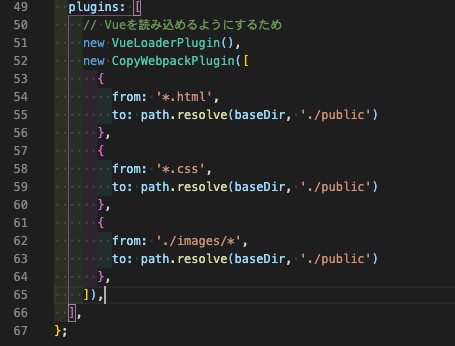 49 plugins: [
50 // Vueを読み込めるようにするため
51 new VueLoaderPlugin(),
52 new CopyWebpackPlugin([
53 {
54 from: '*.html',
55 to: path.resolve(baseDir, './public')
56 },
57 {
58 from: '*.css',
59 to: path.resolve(baseDir, './public')
60 },
61 {
62 from: './images/*',
63 to: path.resolve(baseDir, './public')
64 },
65 ]),
66 ],
67 };